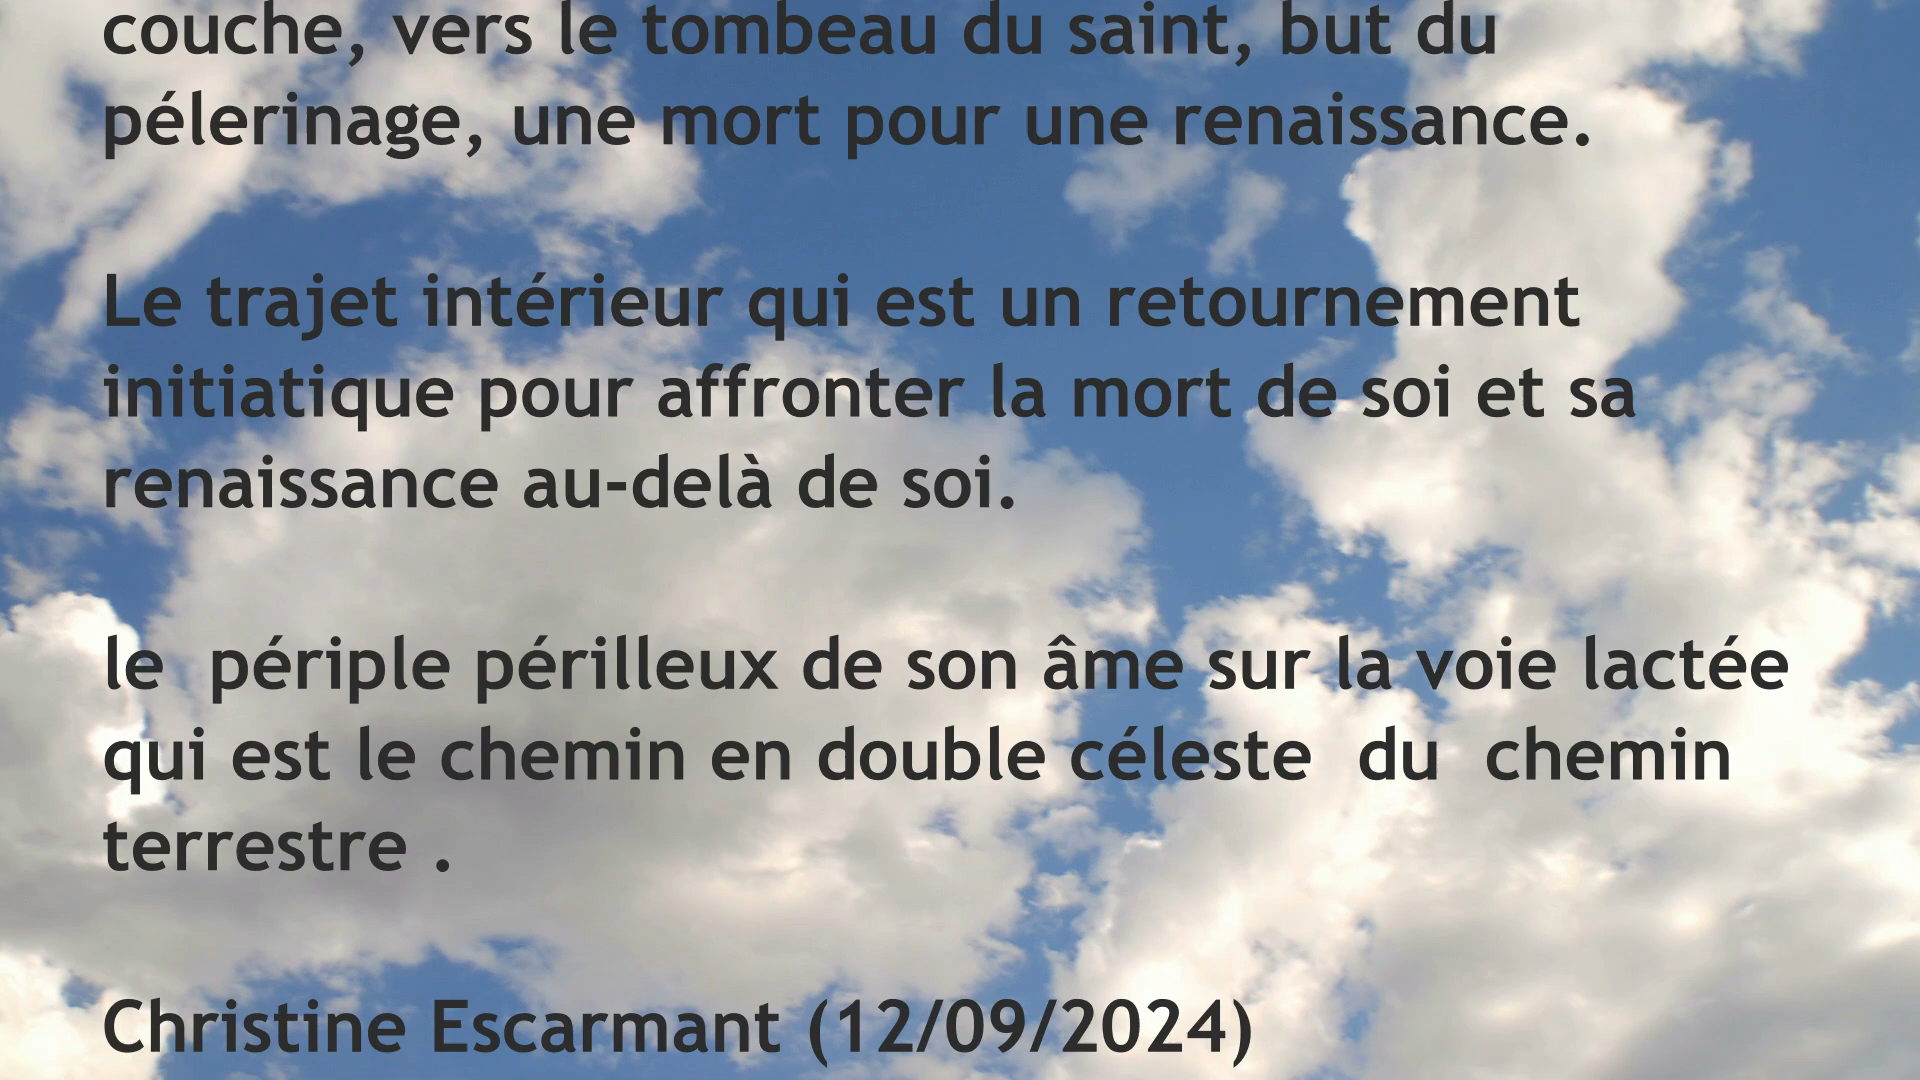 couche, vers le tombeau du saint, but du
pélerinage, une mort pour une renaissance.
Le trajet intérieur qui est un retournement
initiatique pour affronter la mort de soi et sa
renaissance au-delà de soi.
le  périple périlleux de son âme sur la voie lactée
qui est le chemin en double céleste  du  chemin
terrestre .
Christine Escarmant (12/09/2024)